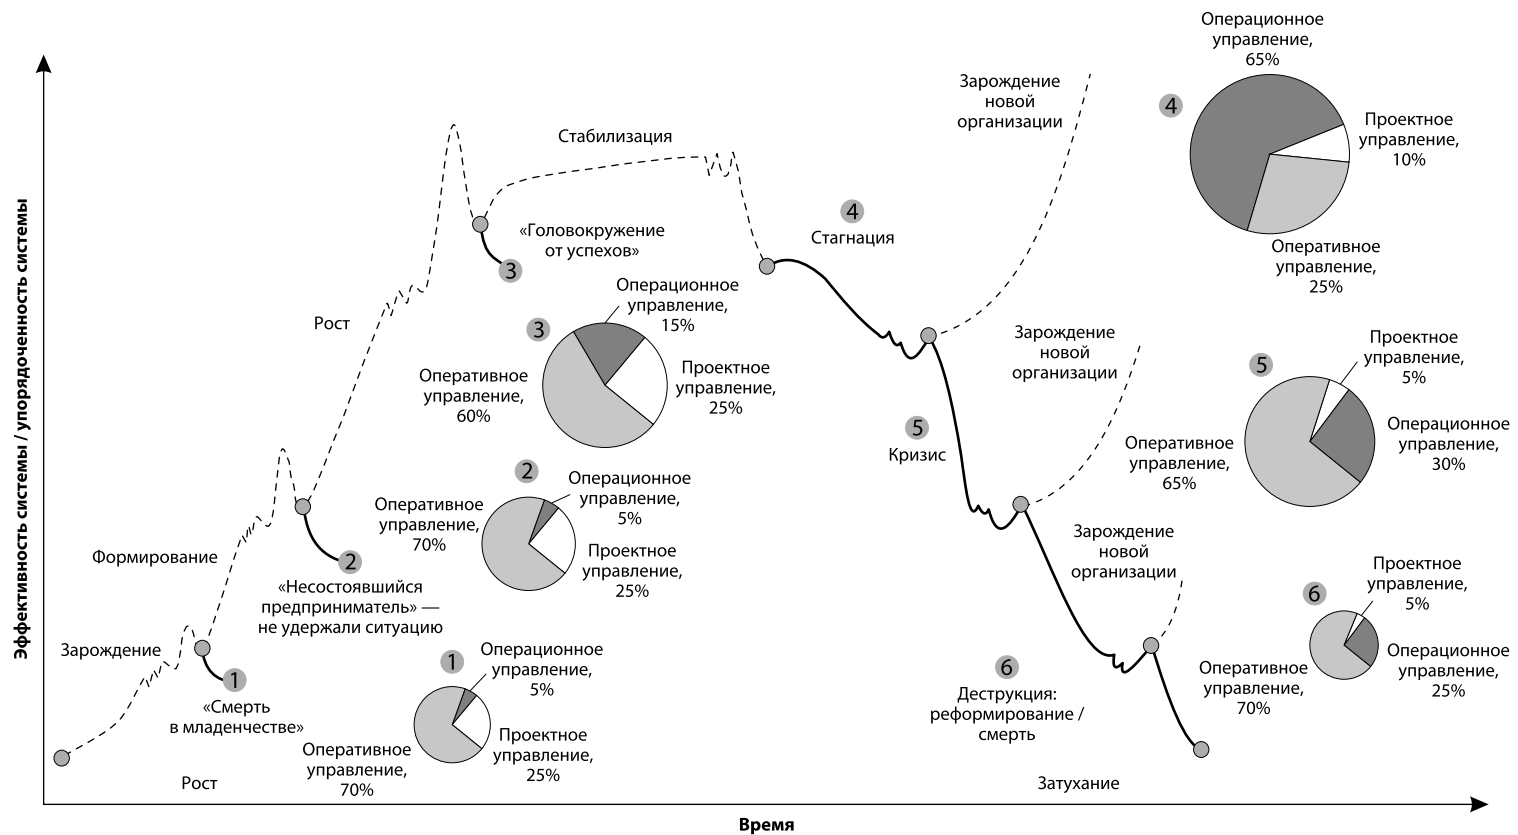 Эффективность системы / упорядоченность системы
Время
Зарождение
Формирование
Рост
Рост
1
«Смерть
в младенчестве»
2
«Несостоявшийся
предприниматель» —
не удержали ситуацию
3
«Головокружение
от успехов»
Стабилизация
1
Операционное
управление,
5%
Проектное
управление,
25%
Оперативное
управление,
70%
2
Операционное
управление,
5%
Оперативное
управление,
70%
Проектное
управление,
25%
3
Операционное
управление,
15%
Проектное
управление,
25%
Оперативное
управление,
60%
4
Стагнация
5
Кризис
6
Деструкция:
реформирование /
смерть
Затухание
Зарождение
новой
организации
Зарождение
новой
организации
Зарождение
новой
организации
4
Операционное
управление,
65%
Проектное
управление,
10%
Оперативное
управление,
25%
5
Проектное
управление,
5%
Операционное
управление,
30%
Оперативное
управление,
65%
6
Проектное
управление,
5%
Операционное
управление,
25%
Оперативное
управление,
70%